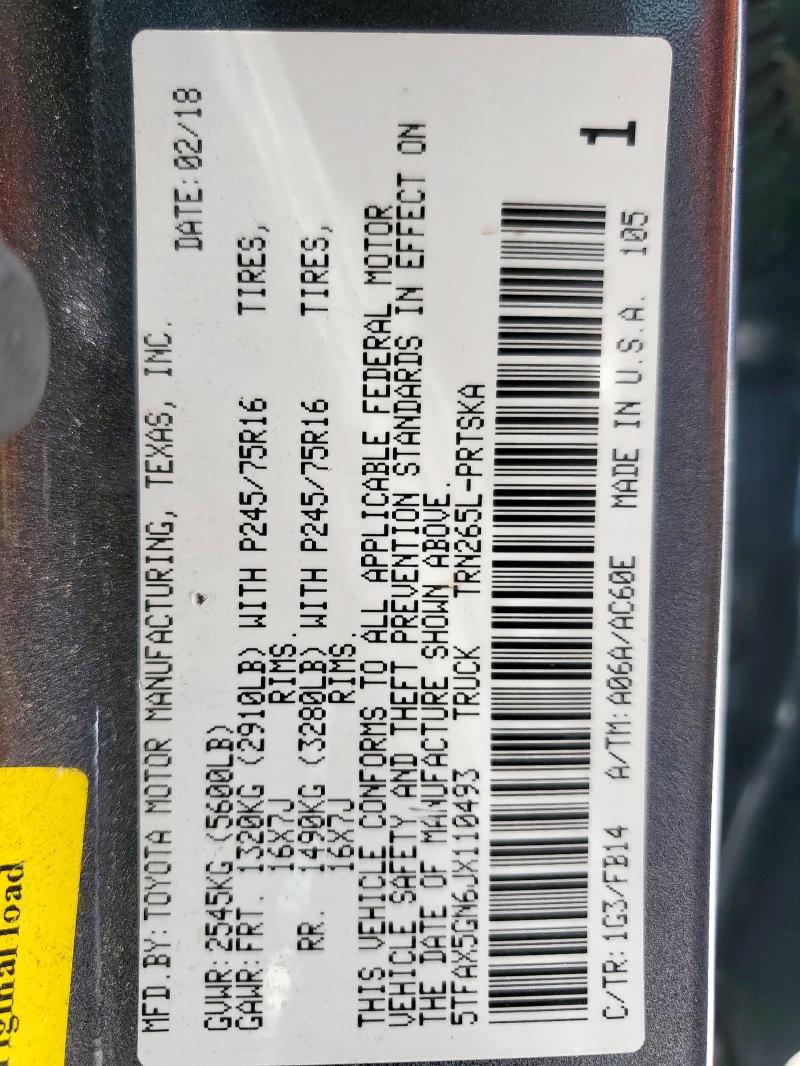 MFD.BY:TOYOTA MOTOR MANUFACTURING, TEXAS, INC.
DATE:02/18
GVWR:2545KG (5600LB)
GAWR:FRT. 1320KG (2910LB) WITH P245/75R16 TIRES,
16X7J RIMS.
RR. 1490KG (3280LB) WITH P245/75R16 TIRES,
16X7J RIMS.
THIS VEHICLE CONFORMS TO ALL APPLICABLE FEDERAL MOTOR
VEHICLE SAFETY AND THEFT PREVENTION STANDARDS IN EFFECT ON
THE DATE OF MANUFACTURE SHOWN ABOVE.
5TFAX5GN6JX110493 TRUCK TRN265L-PRTSKA
1
C/TR:1G3/FB14 A/TM:A06A/AC60E MADE IN U.S.A. 105
load